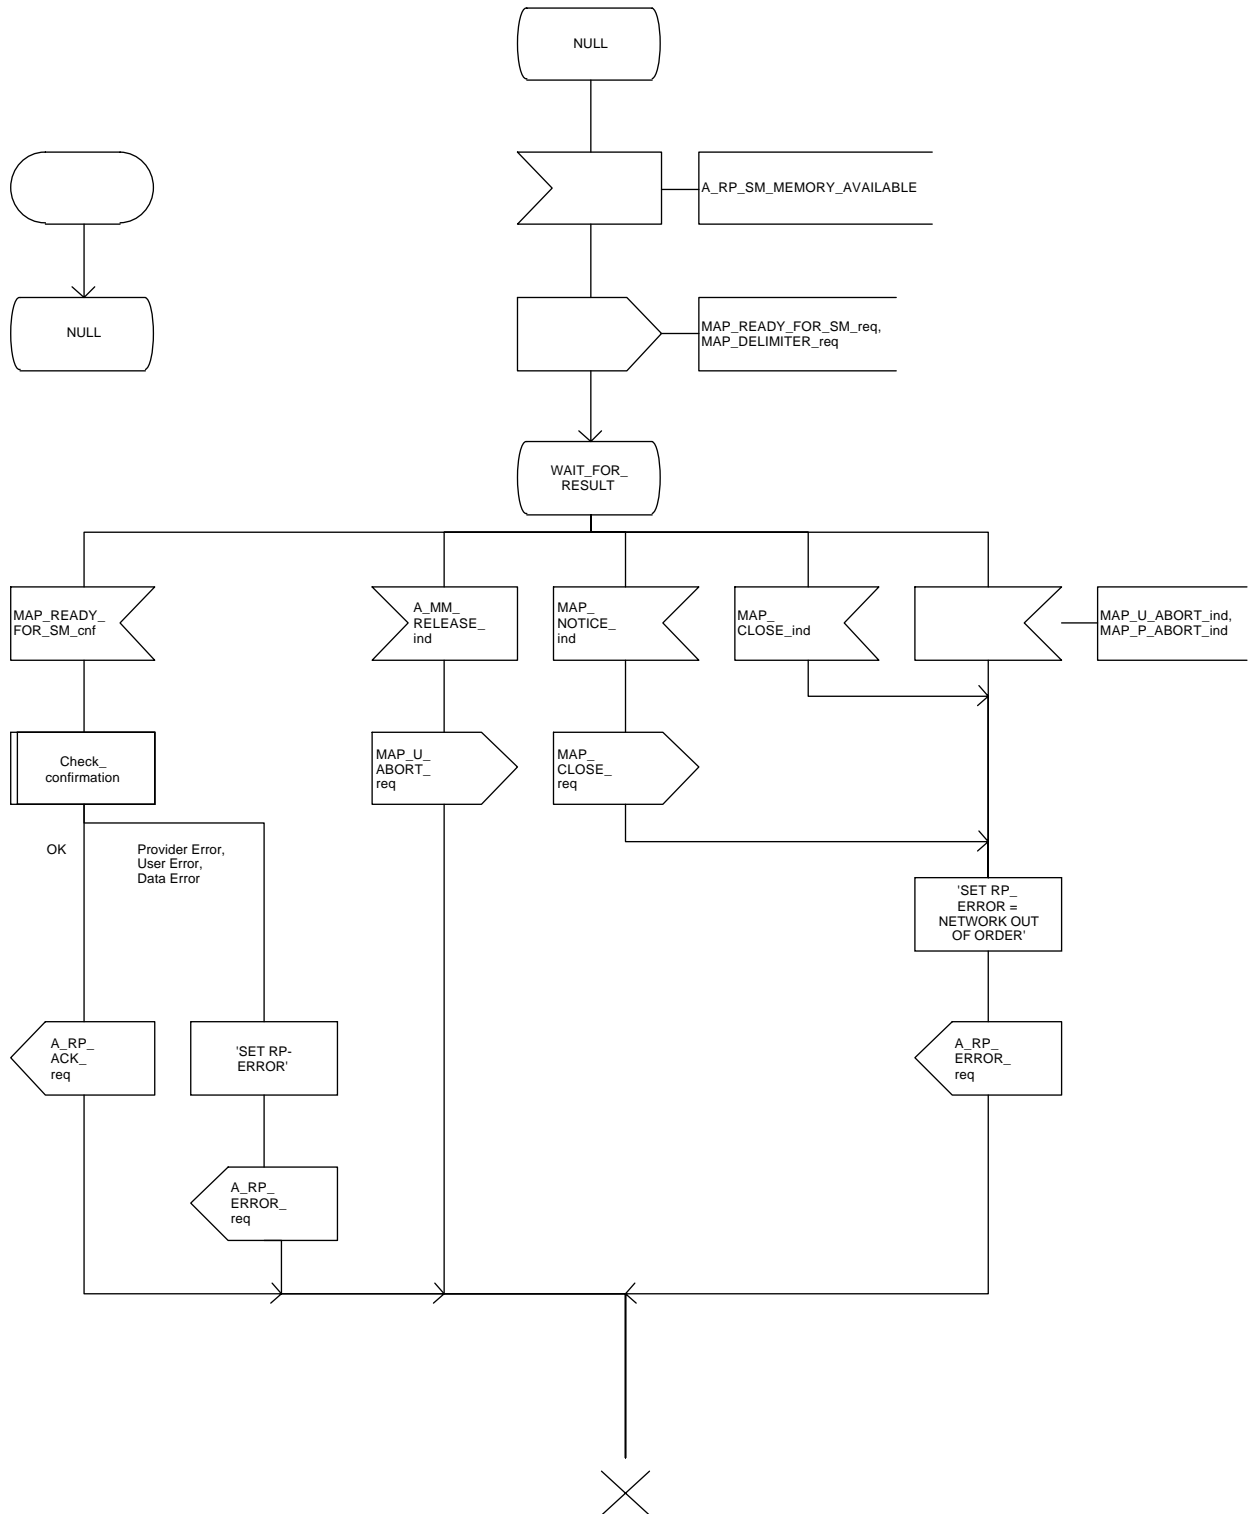 NULL
A_RP_SM_MEMORY_AVAILABLE
NULL
MAP_READY_FOR_SM_req,
MAP_DELIMITER_req
WAIT_FOR_
RESULT
MAP_READY_
FOR_SM_cnf
A_MM_
RELEASE_
ind
MAP_
NOTICE_
ind
MAP_
CLOSE_ind
MAP_U_ABORT_ind,
MAP_P_ABORT_ind
Check_
confirmation
MAP_U_
ABORT_
req
MAP_
CLOSE_
req
OK
Provider Error,
User Error,
Data Error
'SET RP_
ERROR =
NETWORK OUT
OF ORDER'
A_RP_
ACK_
req
'SET RP-
ERROR'
A_RP_
ERROR_
req
A_RP_
ERROR_
req